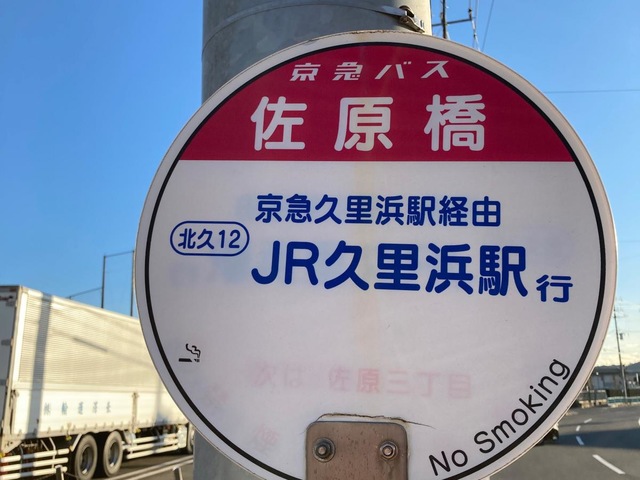 京急バス
佐原橋
京急久里浜駅経由
北久12
JR久里浜駅行
次は 佐原三丁目
No Smoking